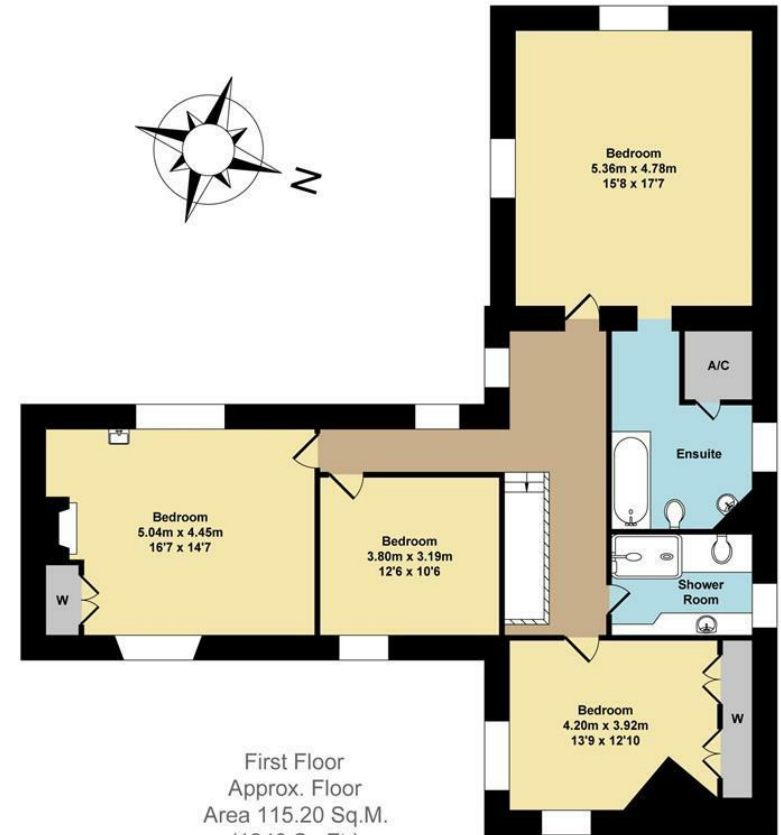 N
Bedroom
5.36m x 4.78m
15'8 x 17'7
A/C
Ensuite
Bedroom
5.04m x 4.45m
16'7 x 14'7
W
Bedroom
3.80m x 3.19m
12'6 x 10'6
Shower
Room
Bedroom
4.20m x 3.92m
13'9 x 12'10
W
First Floor
Approx. Floor
Area 115.20 Sq.M.